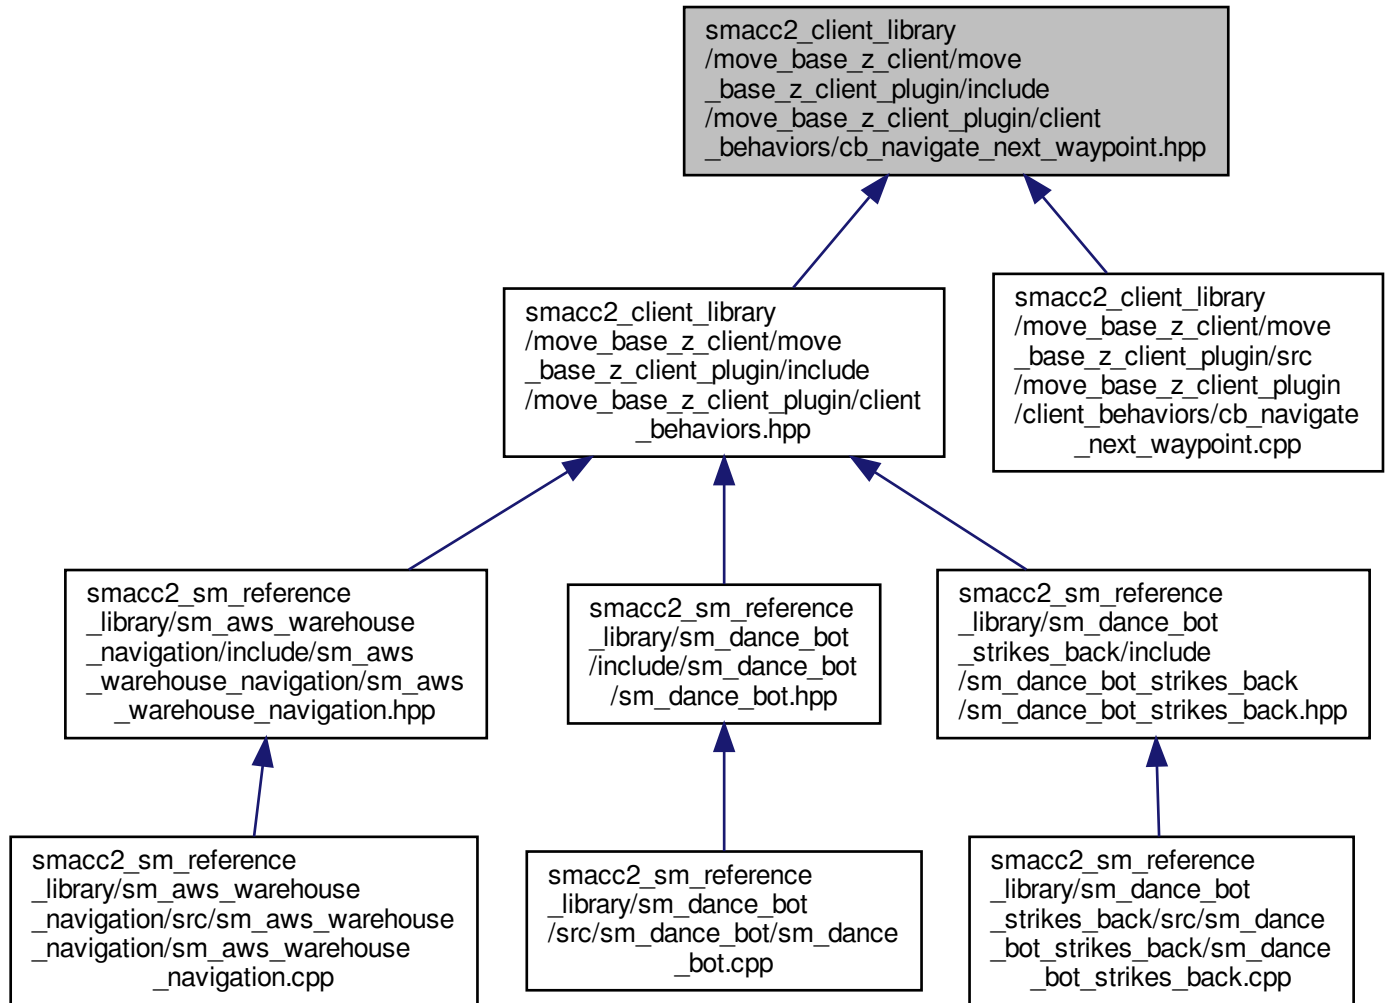 smacc2_client_library
/move_base_z_client/move
_base_z_client_plugin/include
/move_base_z_client_plugin/client
_behaviors/cb_navigate_next_waypoint.hpp
smacc2_client_library
/move_base_z_client/move
_base_z_client_plugin/include
/move_base_z_client_plugin/client
_behaviors.hpp
smacc2_client_library
/move_base_z_client/move
_base_z_client_plugin/src
/move_base_z_client_plugin
/client_behaviors/cb_navigate
_next_waypoint.cpp
smacc2_sm_reference
_library/sm_aws_warehouse
_navigation/include/sm_aws
_warehouse_navigation/sm_aws
_warehouse_navigation.hpp
smacc2_sm_reference
_library/sm_dance_bot
/include/sm_dance_bot
/sm_dance_bot.hpp
smacc2_sm_reference
_library/sm_dance_bot
_strikes_back/include
/sm_dance_bot_strikes_back
/sm_dance_bot_strikes_back.hpp
smacc2_sm_reference
_library/sm_aws_warehouse
_navigation/src/sm_aws_warehouse
_navigation/sm_aws_warehouse
_navigation.cpp
smacc2_sm_reference
_library/sm_dance_bot
/src/sm_dance_bot/sm_dance
_bot.cpp
smacc2_sm_reference
_library/sm_dance_bot
_strikes_back/src/sm_dance
_bot_strikes_back/sm_dance
_bot_strikes_back.cpp